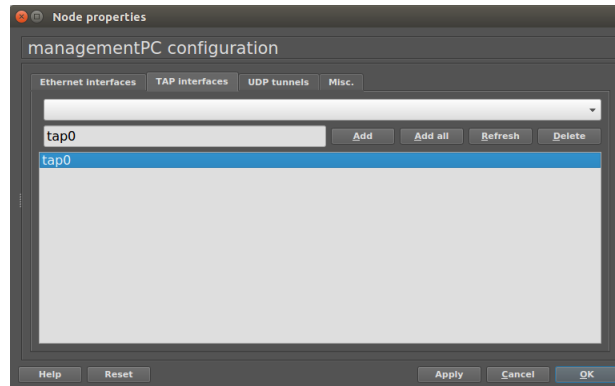 Node properties
managementPC configuration
Ethernet interfaces TAP interfaces UDP tunnels Misc.
tap0 Add Add all Refresh Delete
tap0
Help Reset Apply Cancel OK